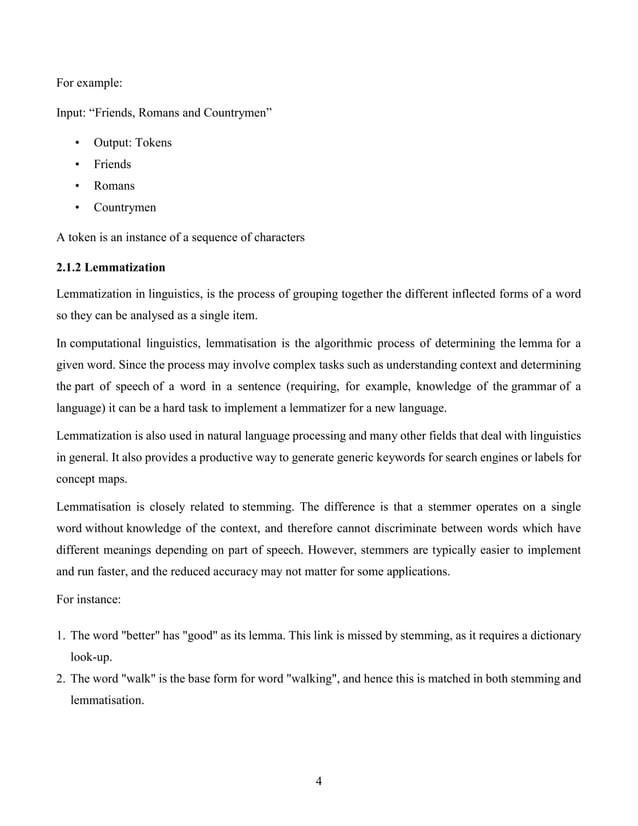 For example:
Input: “Friends, Romans and Countrymen”
• Output: Tokens
• Friends
• Romans
• Countrymen
A token is an instance of a sequence of characters
2.1.2 Lemmatization
Lemmatization in linguistics, is the process of grouping together the different inflected forms of a word
so they can be analysed as a single item.
In computational linguistics, lemmatisation is the algorithmic process of determining the lemma for a
given word. Since the process may involve complex tasks such as understanding context and determining
the part of speech of a word in a sentence (requiring, for example, knowledge of the grammar of a
language) it can be a hard task to implement a lemmatizer for a new language.
Lemmatization is also used in natural language processing and many other fields that deal with linguistics
in general. It also provides a productive way to generate generic keywords for search engines or labels for
concept maps.
Lemmatisation is closely related to stemming. The difference is that a stemmer operates on a single
word without knowledge of the context, and therefore cannot discriminate between words which have
different meanings depending on part of speech. However, stemmers are typically easier to implement
and run faster, and the reduced accuracy may not matter for some applications.
For instance:
1. The word "better" has "good" as its lemma. This link is missed by stemming, as it requires a dictionary
look-up.
2. The word "walk" is the base form for word "walking", and hence this is matched in both stemming and
lemmatisation.
4